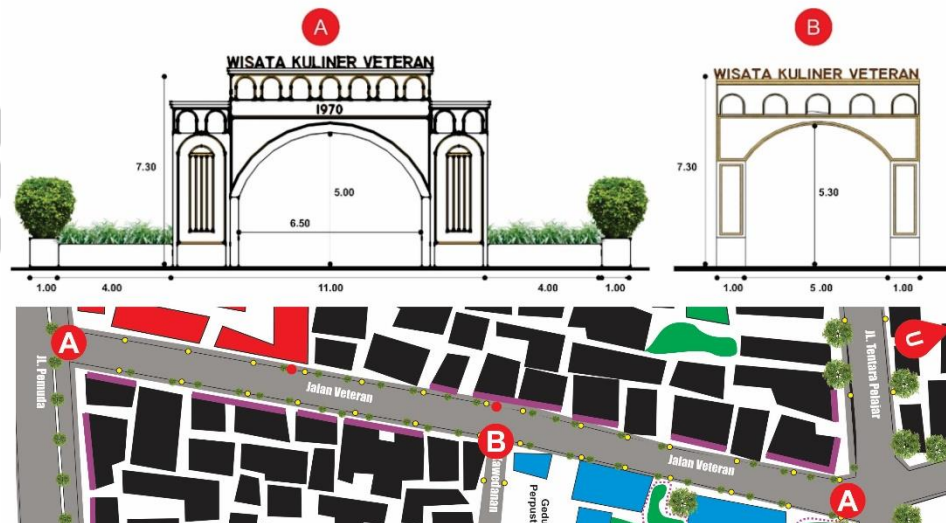 A
WISATA KULINER VETERAN
1970
7.30
5.00
6.50
1.00
4.00
11.00
4.00
1.00
B
WISATA KULINER VETERAN
7.30
5.30
1.00
5.00
1.00
A
JL. Pemuda
Jalan Veteran
B
Kawedanan
Jalan Veteran
A
JL. Tentara Pelajar
U